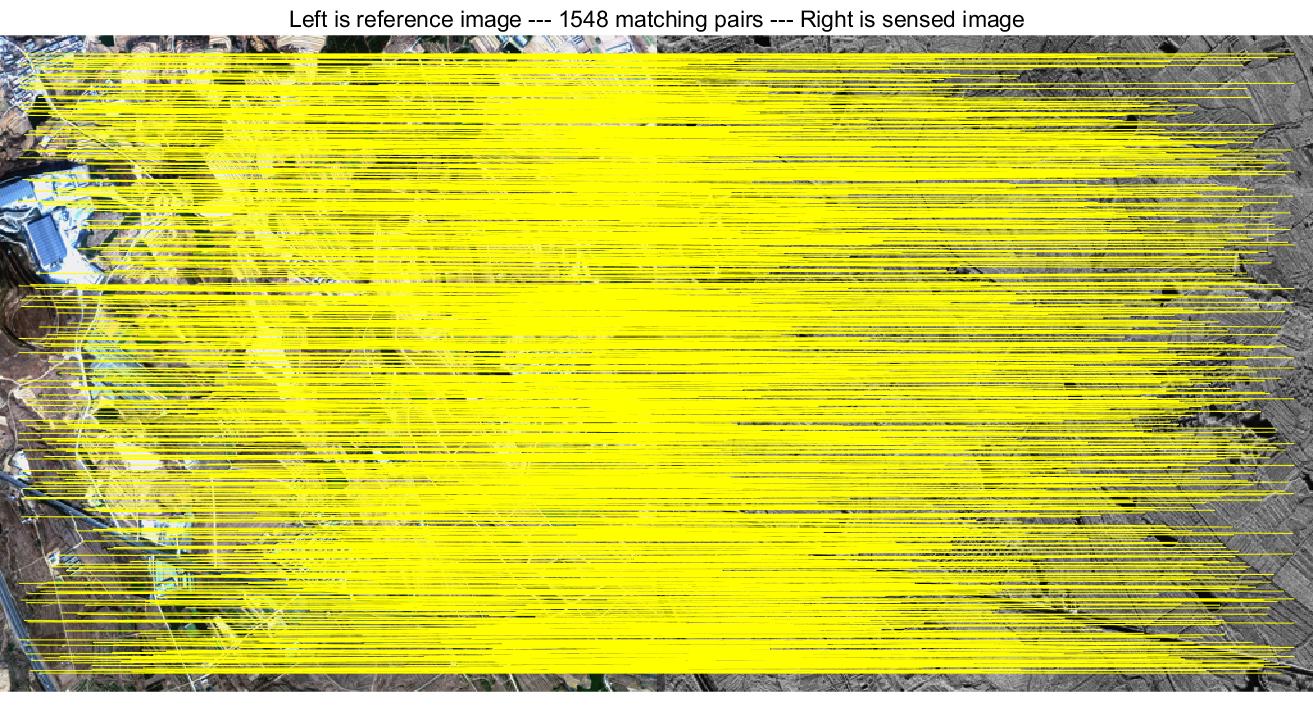 Left is reference image --- 1548 matching pairs --- Right is sensed image